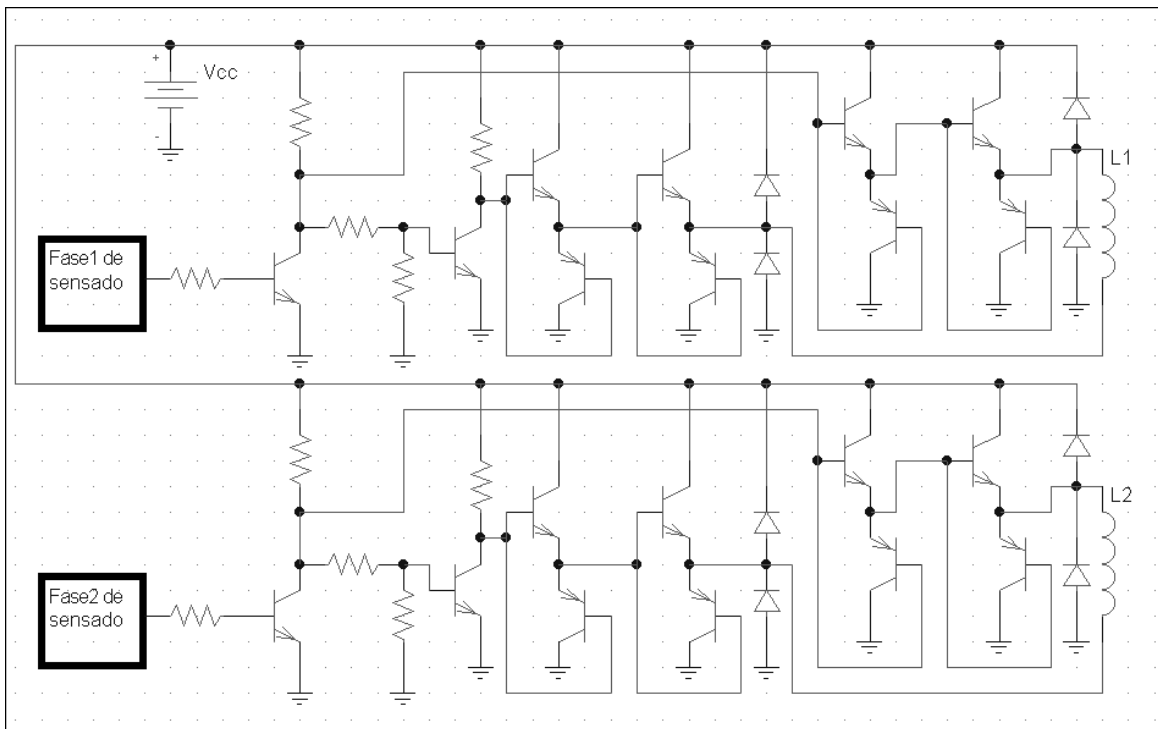 +
Vcc
-
L1
Fase1 de
sensado
L2
Fase2 de
sensado